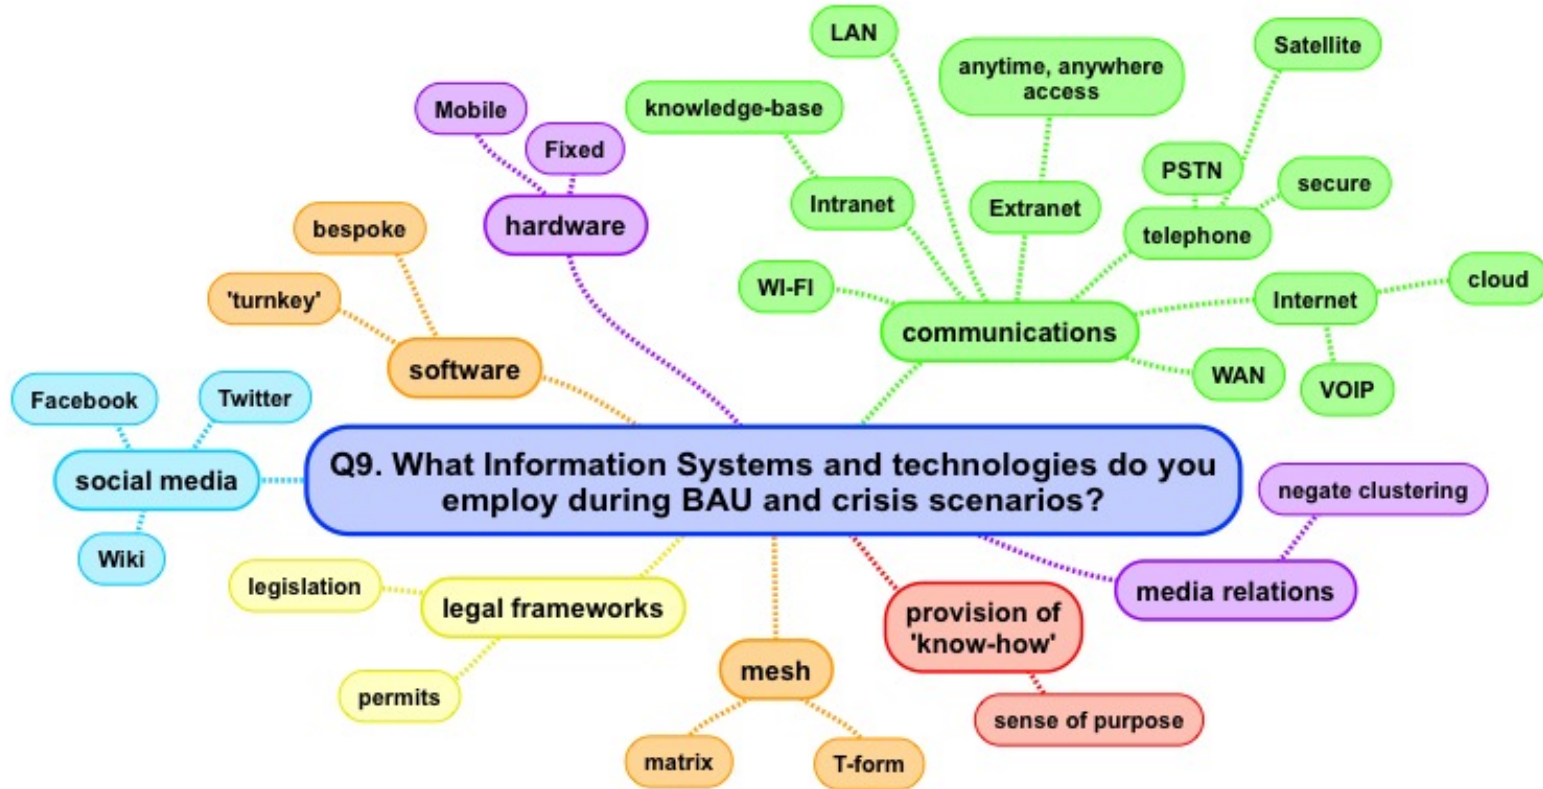 LAN
Satellite
anytime, anywhere
access
knowledge-base
Mobile
Fixed
PSTN
secure
Intranet
Extranet
telephone
hardware
bespoke
WI-FI
Internet
cloud
'turnkey'
communications
software
WAN
VOIP
Facebook
Twitter
social media
Wiki
Q9. What Information Systems and technologies do you
employ during BAU and crisis scenarios?
negate clustering
media relations
legislation
legal frameworks
permits
provision of
'know-how'
sense of purpose
mesh
matrix
T-form